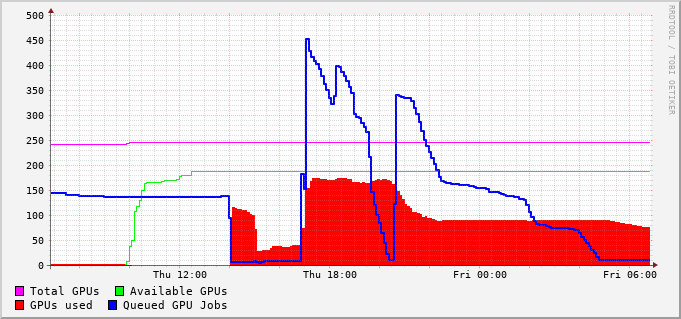 500
450
400
350
300
250
200
150
100
50
0
Thu 12:00 Thu 18:00 Fri 00:00 Fri 06:00
Total GPUs Available GPUs
GPUs used Queued GPU Jobs
RRDTOOL / TOBI OETIKER